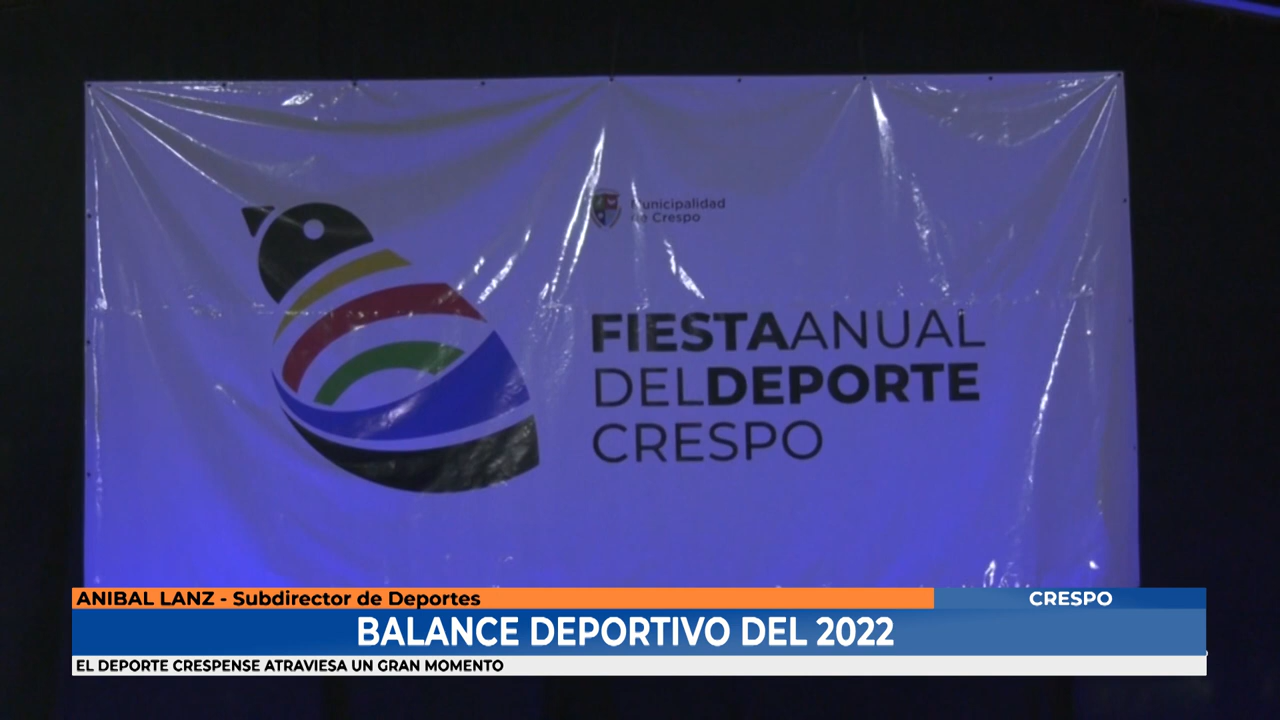 Municipalidad
de Crespo
FIESTAANUAL
DELDEPORTE
CRESPO
ANIBAL LANZ - Subdirector de Deportes
CRESPO
BALANCE DEPORTIVO DEL 2022
EL DEPORTE CRESPENSE ATRAVIESA UN GRAN MOMENTO